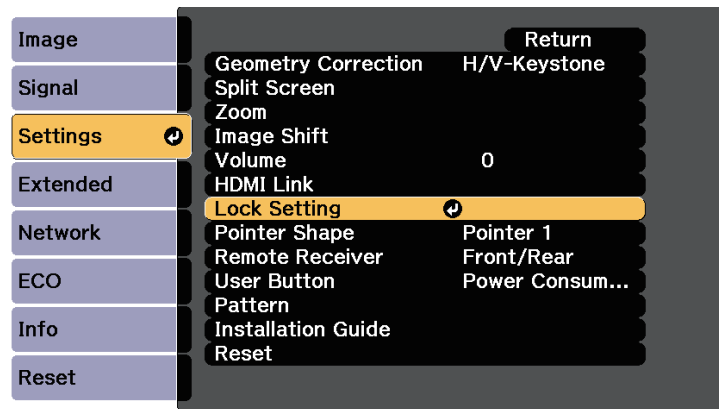 Image
Signal
Settings
Extended
Network
ECO
Info
Reset
Return
Geometry Correction H/V-Keystone
Split Screen
Zoom
Image Shift
Volume 0
HDMI Link
Lock Setting
Pointer Shape Pointer 1
Remote Receiver Front/Rear
User Button Power Consum...
Pattern
Installation Guide
Reset